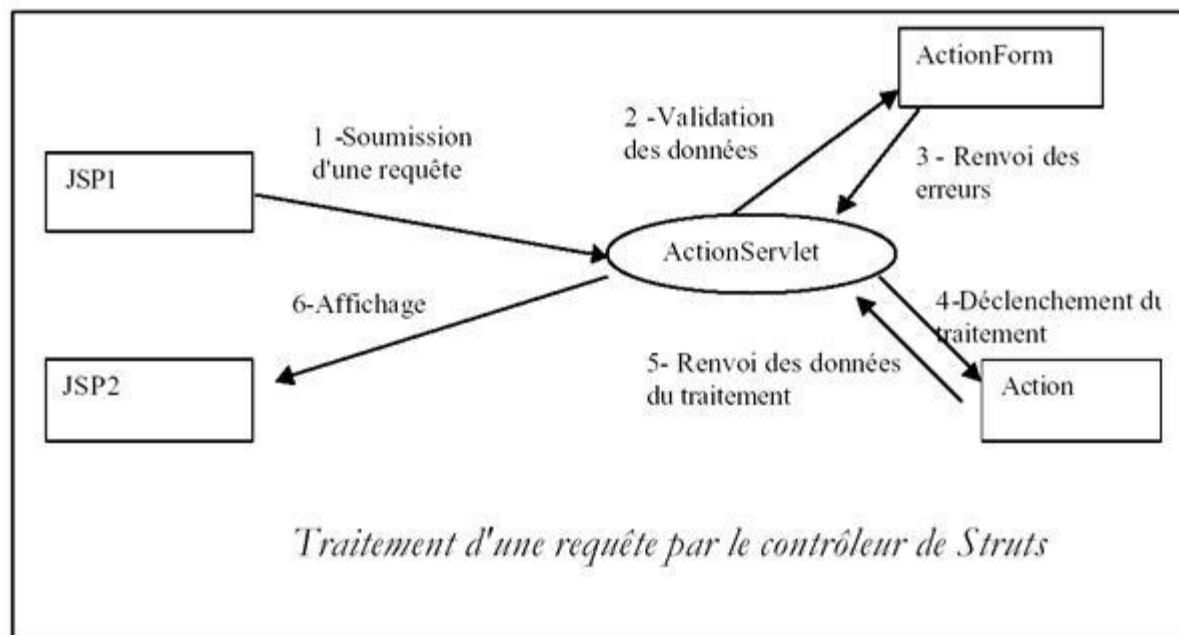 ActionForm
1 -Soumission
d'une requête
2 -Validation
des données
3 - Renvoi des
erreurs
JSP1
ActionServlet
6-Affichage
4-Déclenchement du
traitement
5- Renvoi des données
du traitement
JSP2
Action
Traitement d'une requête par le contrôleur de Struts